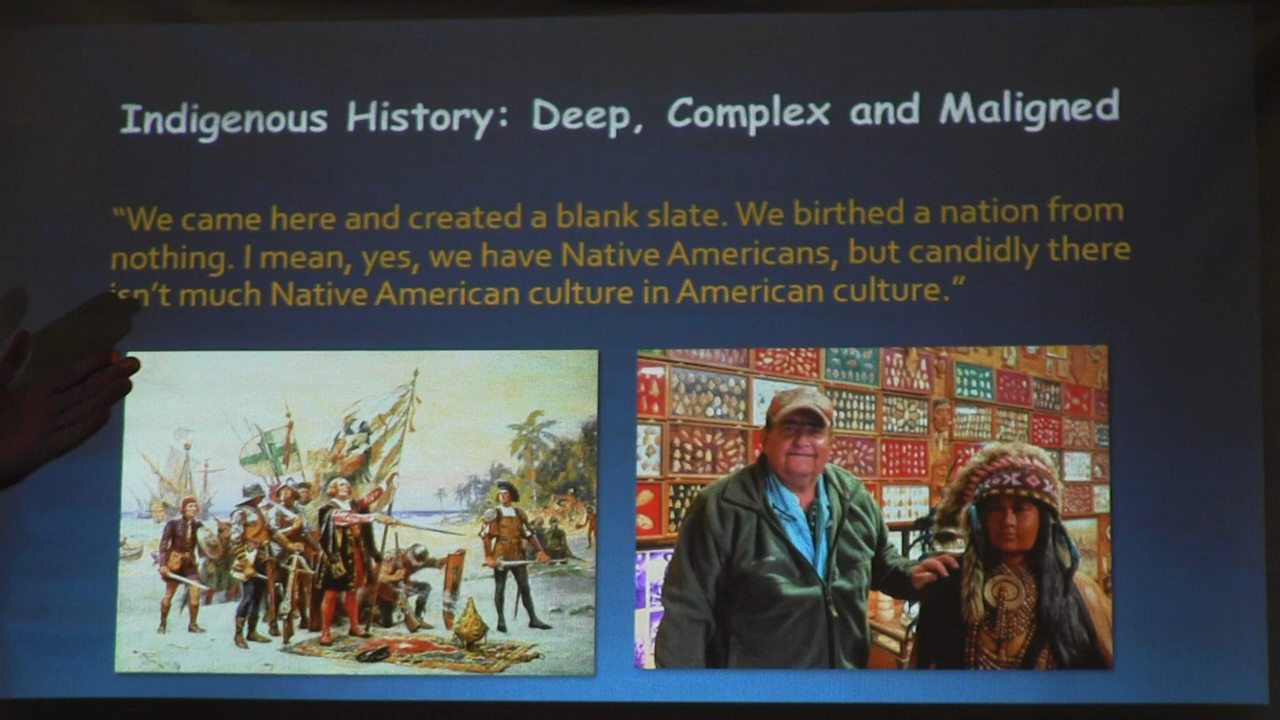 Indigenous History: Deep, Complex and Maligned
“We came here and created a blank slate. We birthed a nation from
nothing. I mean, yes, we have Native Americans, but candidly there
isn’t much Native American culture in American culture.”